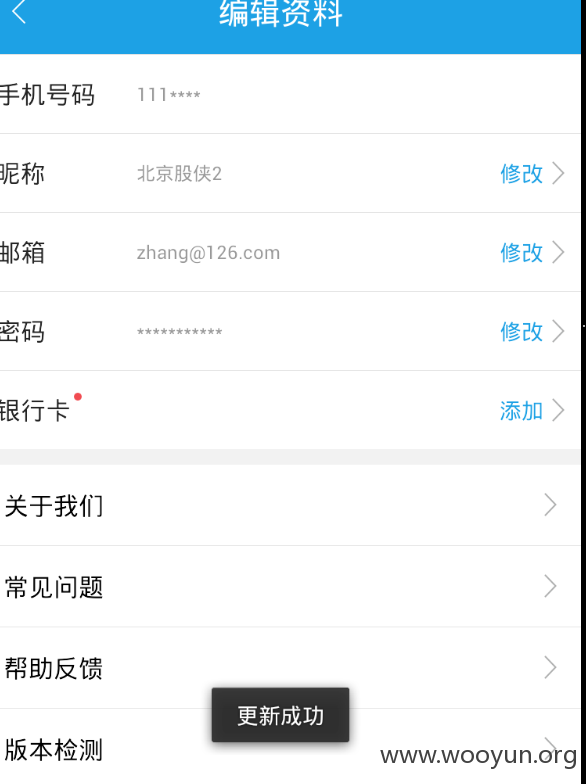 编辑资料
手机号码 111****
昵称 北京股侠2 修改
邮箱 zhang@126.com 修改
密码 *********** 修改
银行卡 添加
关于我们
常见问题
帮助反馈
更新成功
版本检测
www.wooyun.org